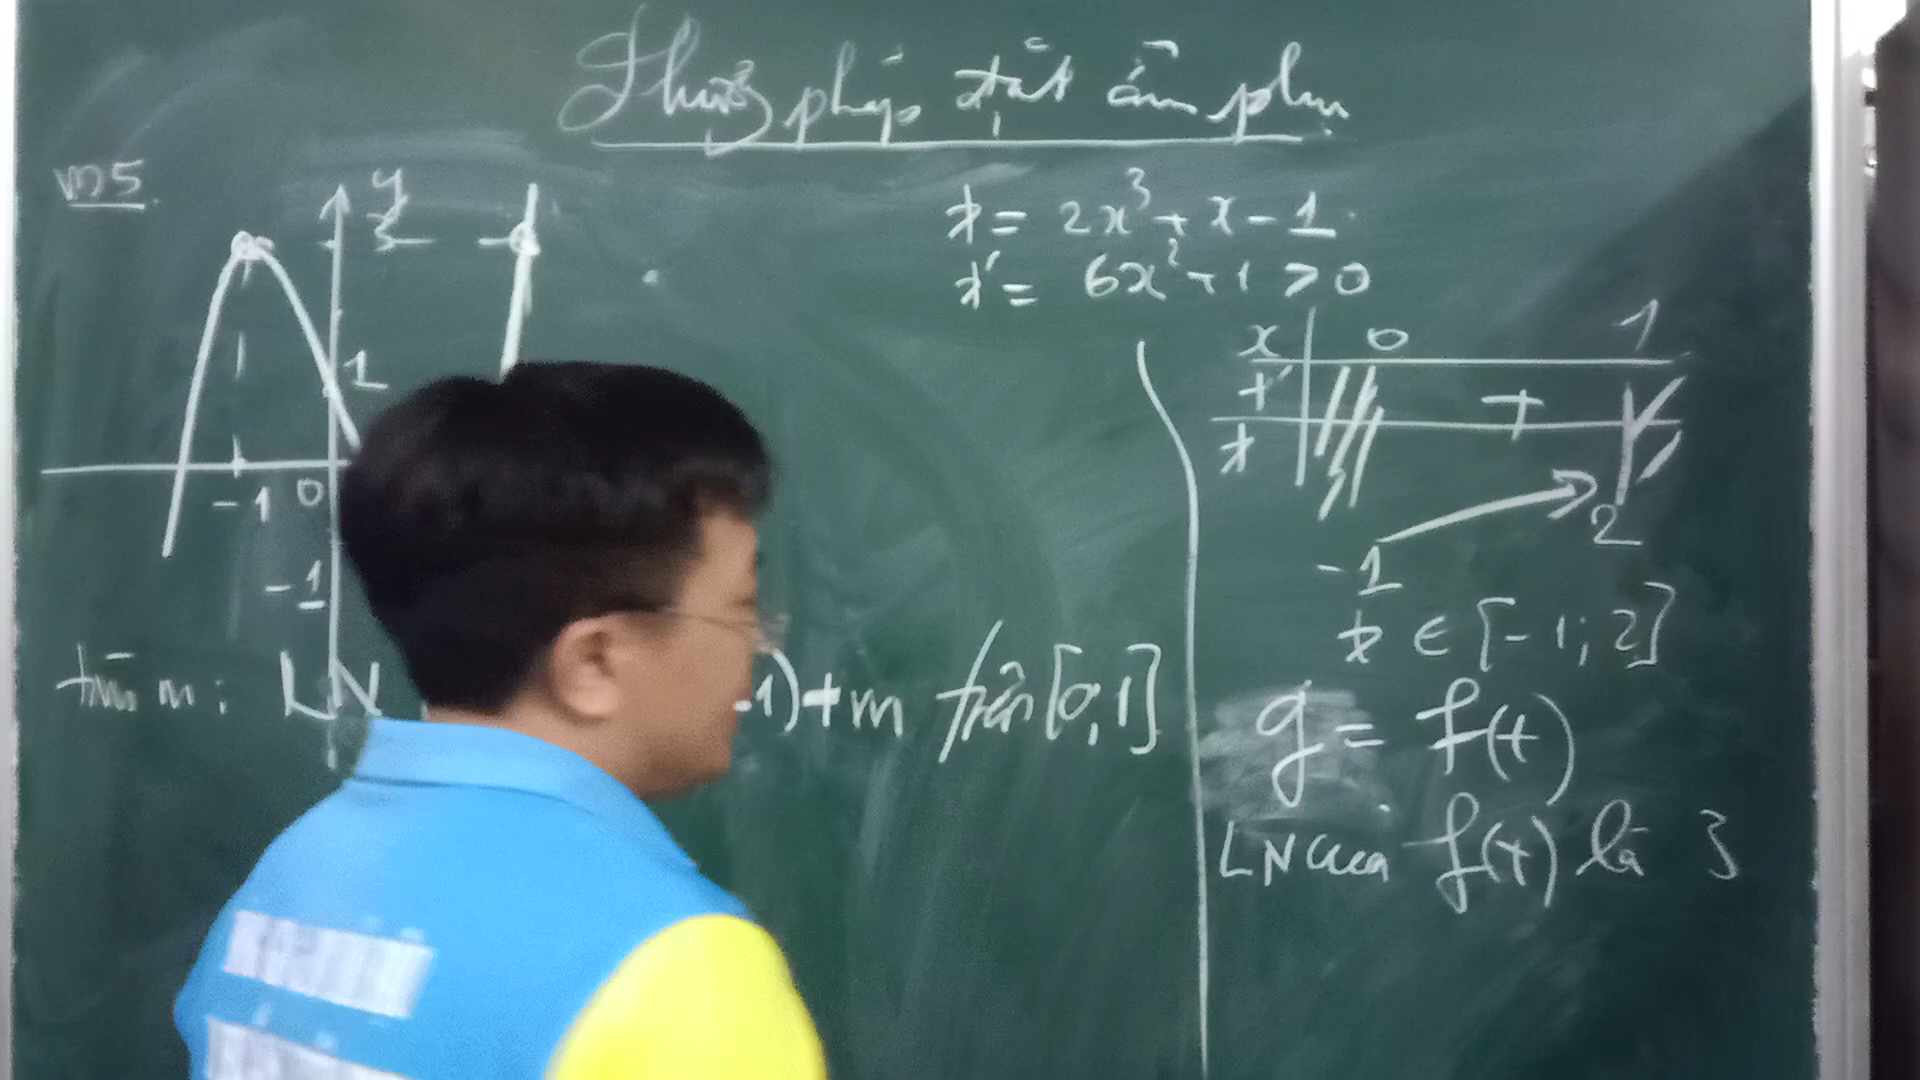 Phương pháp đặt ẩn phụ
VD5.
y
3
1
-1 0
-1
t = 2x³ + x - 1
t' = 6x² + 1 > 0
x 0 1
t' +
t
-1 2
t ∈ [-1; 2]
tìm m: LN -1) + m trên [0, 1]
g = f(t)
LN của f(t) là 3